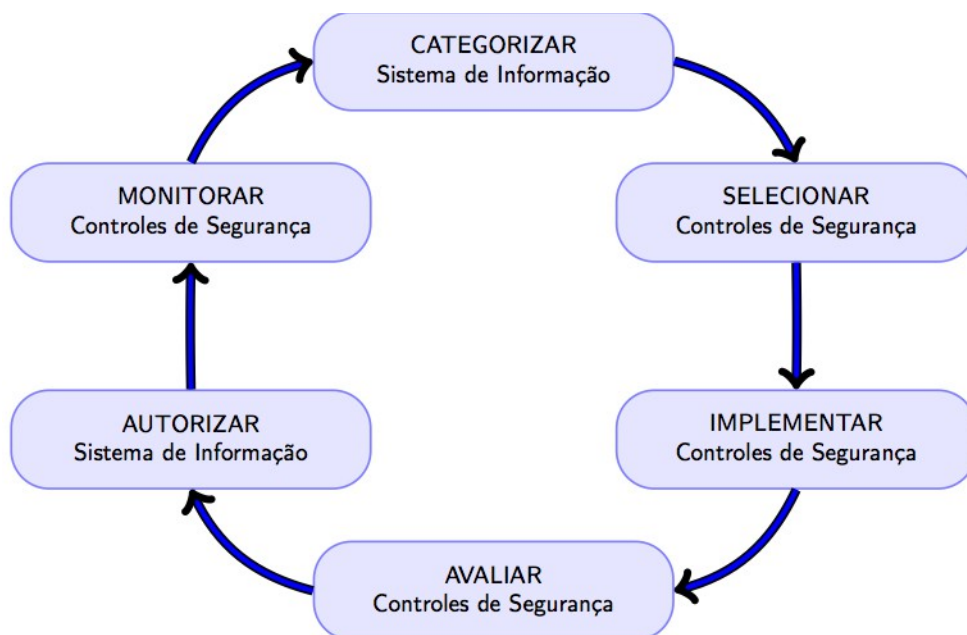 CATEGORIZAR
Sistema de Informação
MONITORAR
Controles de Segurança
SELECIONAR
Controles de Segurança
AUTORIZAR
Sistema de Informação
IMPLEMENTAR
Controles de Segurança
AVALIAR
Controles de Segurança